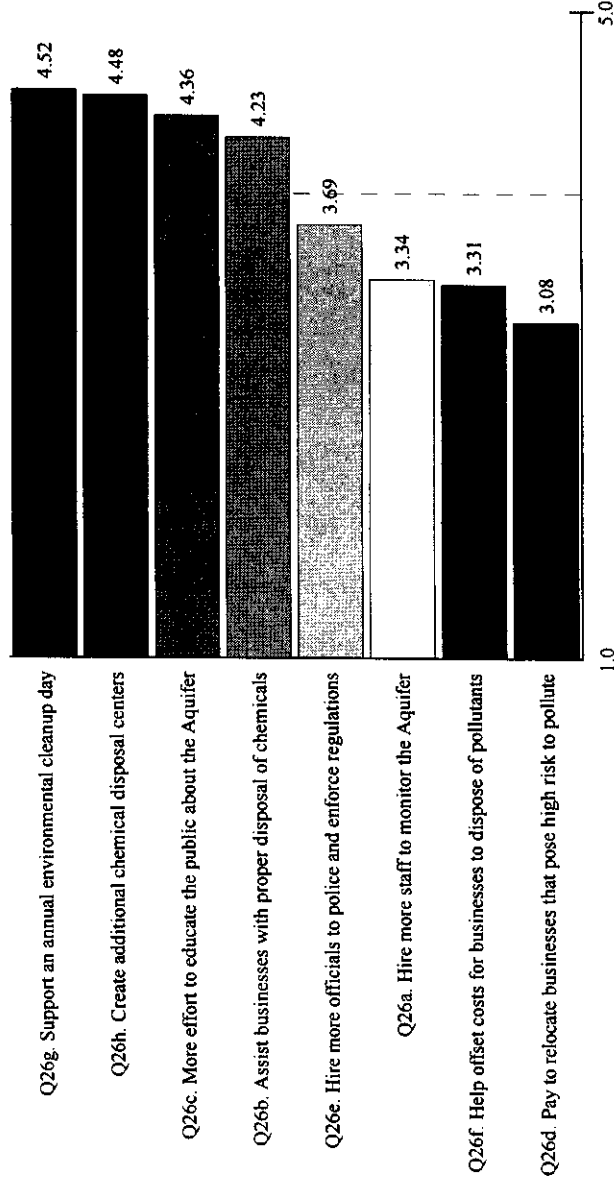 Q26g. Support an annual environmental cleanup day 4.52
Q26h. Create additional chemical disposal centers 4.48
Q26c. More effort to educate the public about the Aquifer 4.36
Q26b. Assist businesses with proper disposal of chemicals 4.23
Q26e. Hire more officials to police and enforce regulations 3.69
Q26a. Hire more staff to monitor the Aquifer 3.34
Q26f. Help offset costs for businesses to dispose of pollutants 3.31
Q26d. Pay to relocate businesses that pose high risk to pollute 3.08
1.0 5.0